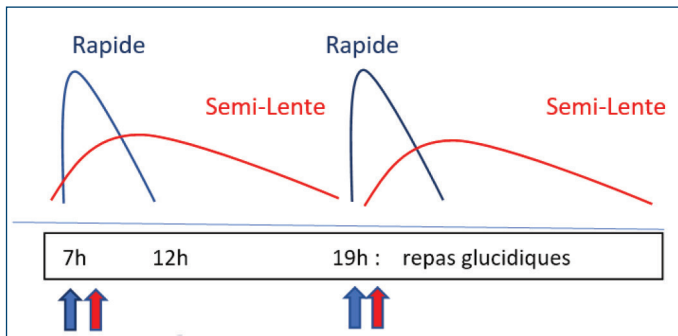 Rapide Rapide
Semi-Lente Semi-Lente
7h 12h 19h : repas glucidiques